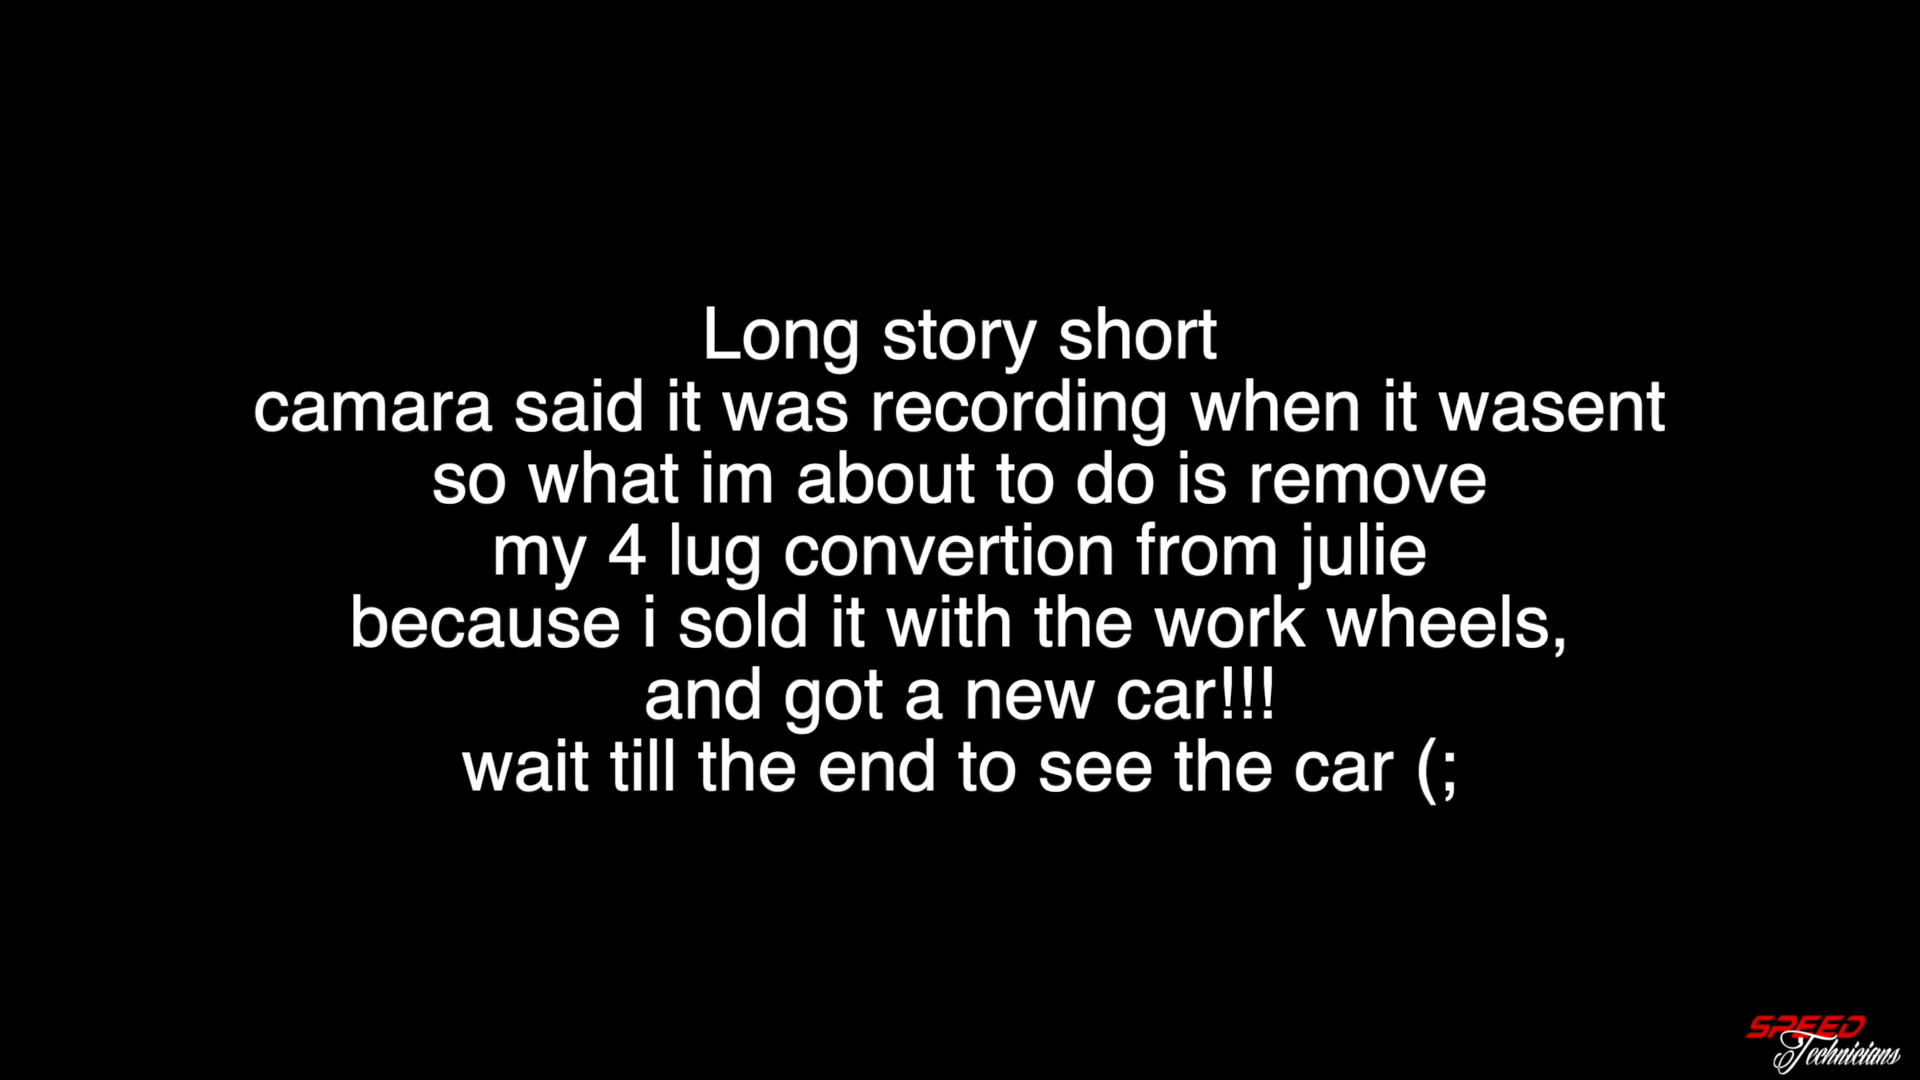 Long story short
camara said it was recording when it wasent
so what im about to do is remove
my 4 lug convertion from julie
because i sold it with the work wheels,
and got a new car!!!
wait till the end to see the car (;
SPEED
Technicians